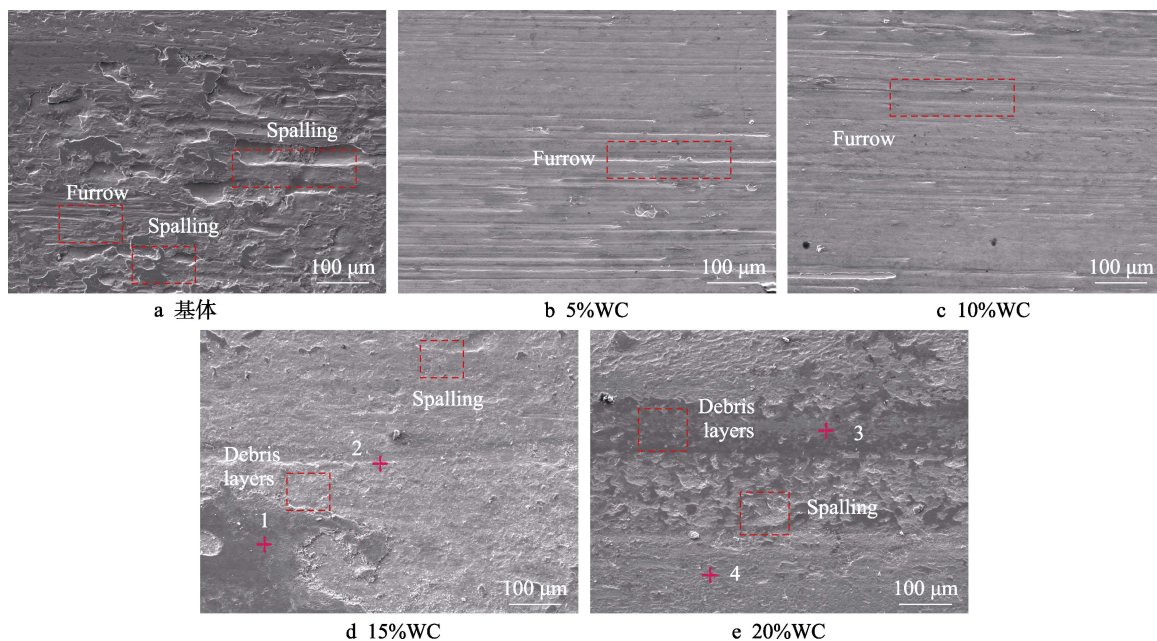 Spalling
Furrow
Spalling
100 μm
a 基体
Furrow
100 μm
b 5%WC
Furrow
100 μm
c 10%WC
Spalling
2
Debris
layers
1
100 μm
d 15%WC
Debris
layers
3
Spalling
4
100 μm
e 20%WC